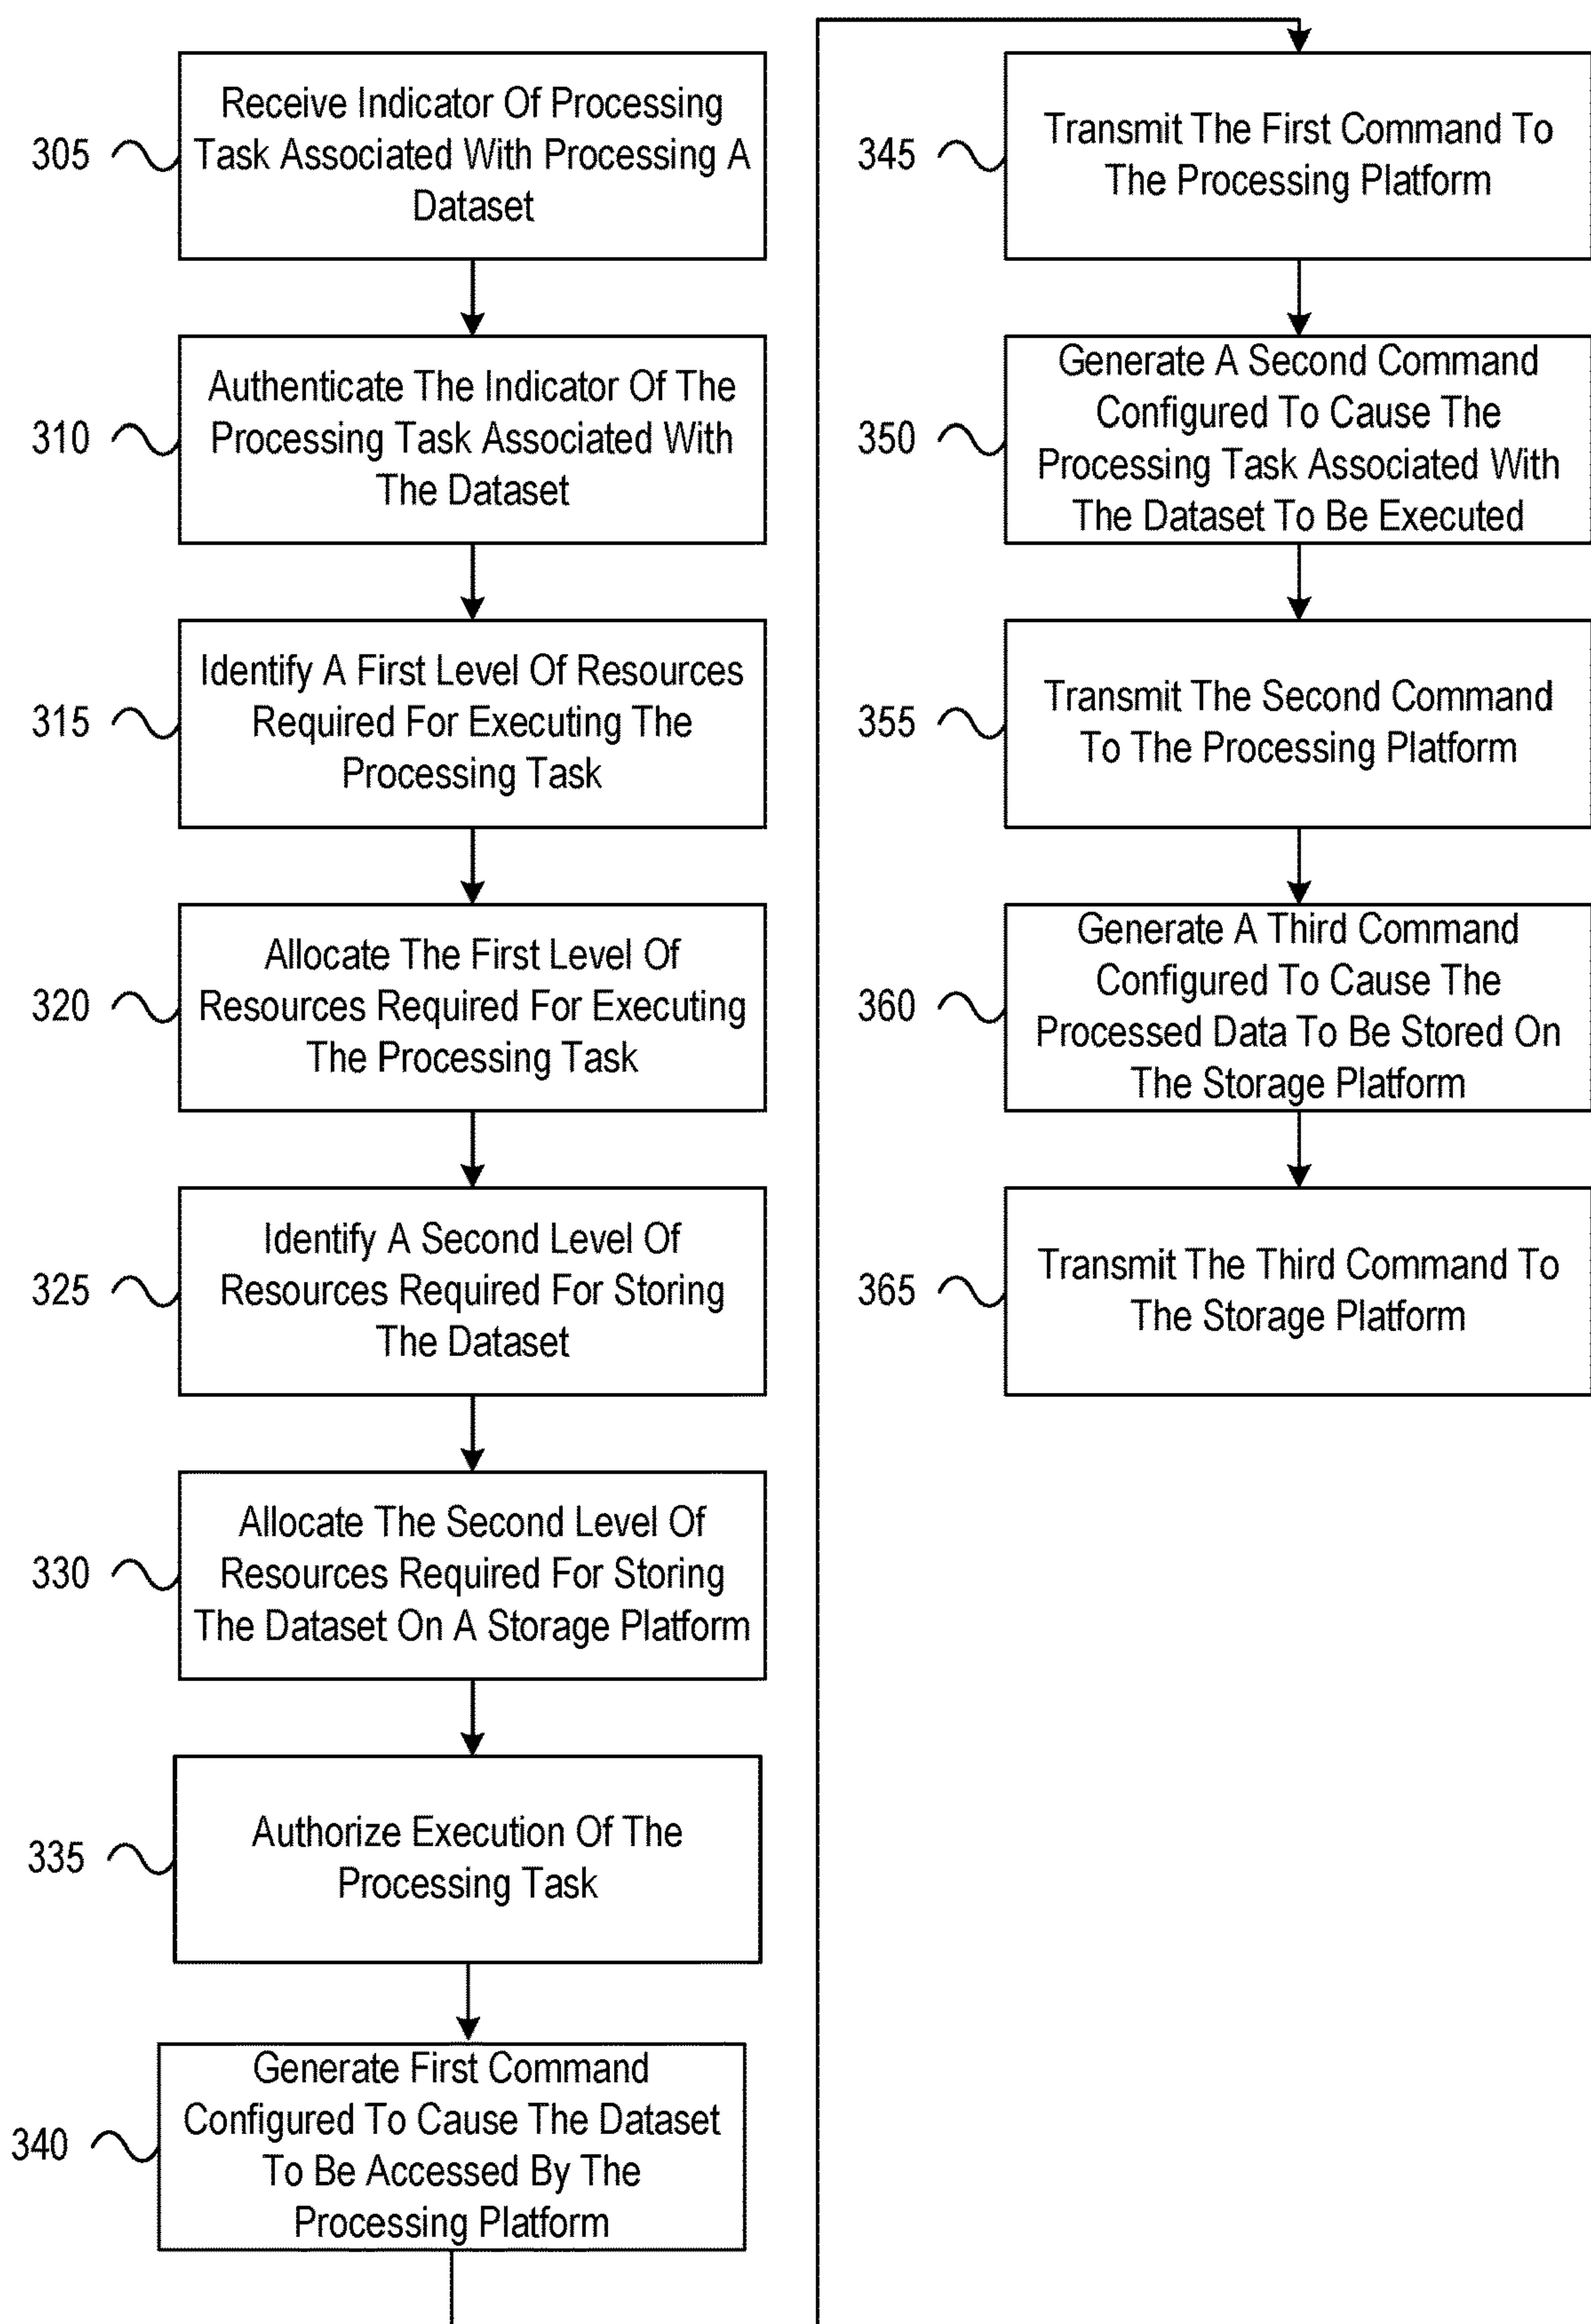 305
Receive Indicator Of Processing
Task Associated With Processing A
Dataset
310
Authenticate The Indicator Of The
Processing Task Associated With
The Dataset
315
Identify A First Level Of Resources
Required For Executing The
Processing Task
320
Allocate The First Level Of
Resources Required For Executing
The Processing Task
325
Identify A Second Level Of
Resources Required For Storing
The Dataset
330
Allocate The Second Level Of
Resources Required For Storing
The Dataset On A Storage Platform
335
Authorize Execution Of The
Processing Task
340
Generate First Command
Configured To Cause The Dataset
To Be Accessed By The
Processing Platform
345
Transmit The First Command To
The Processing Platform
350
Generate A Second Command
Configured To Cause The
Processing Task Associated With
The Dataset To Be Executed
355
Transmit The Second Command
To The Processing Platform
360
Generate A Third Command
Configured To Cause The
Processed Data To Be Stored On
The Storage Platform
365
Transmit The Third Command To
The Storage Platform